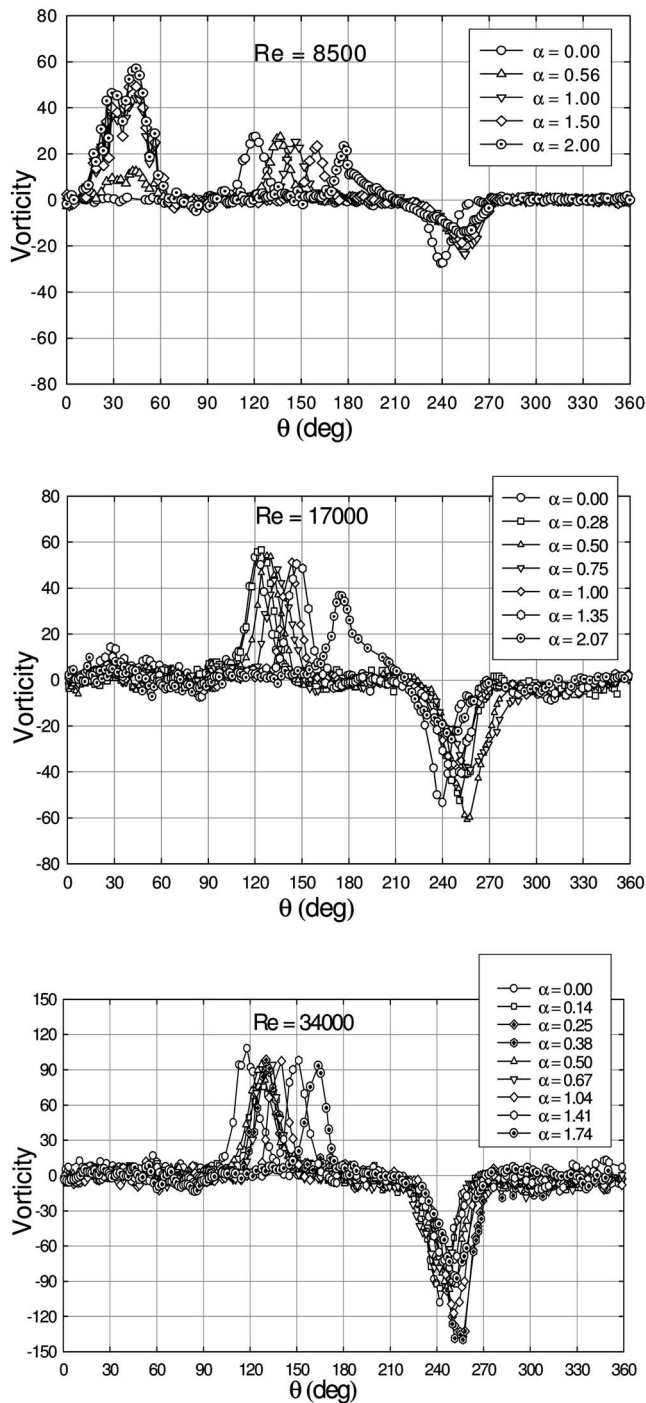 Re = 8500
α = 0.00
α = 0.56
α = 1.00
α = 1.50
α = 2.00
Vorticity
80
60
40
20
0
-20
-40
-60
-80
0 30 60 90 120 150 180 210 240 270 300 330 360
θ (deg)
Re = 17000
α = 0.00
α = 0.28
α = 0.50
α = 0.75
α = 1.00
α = 1.35
α = 2.07
Vorticity
80
60
40
20
0
-20
-40
-60
-80
0 30 60 90 120 150 180 210 240 270 300 330 360
θ (deg)
Re = 34000
α = 0.00
α = 0.14
α = 0.25
α = 0.38
α = 0.50
α = 0.67
α = 1.04
α = 1.41
α = 1.74
Vorticity
150
120
90
60
30
0
-30
-60
-90
-120
-150
0 30 60 90 120 150 180 210 240 270 300 330 360
θ (deg)